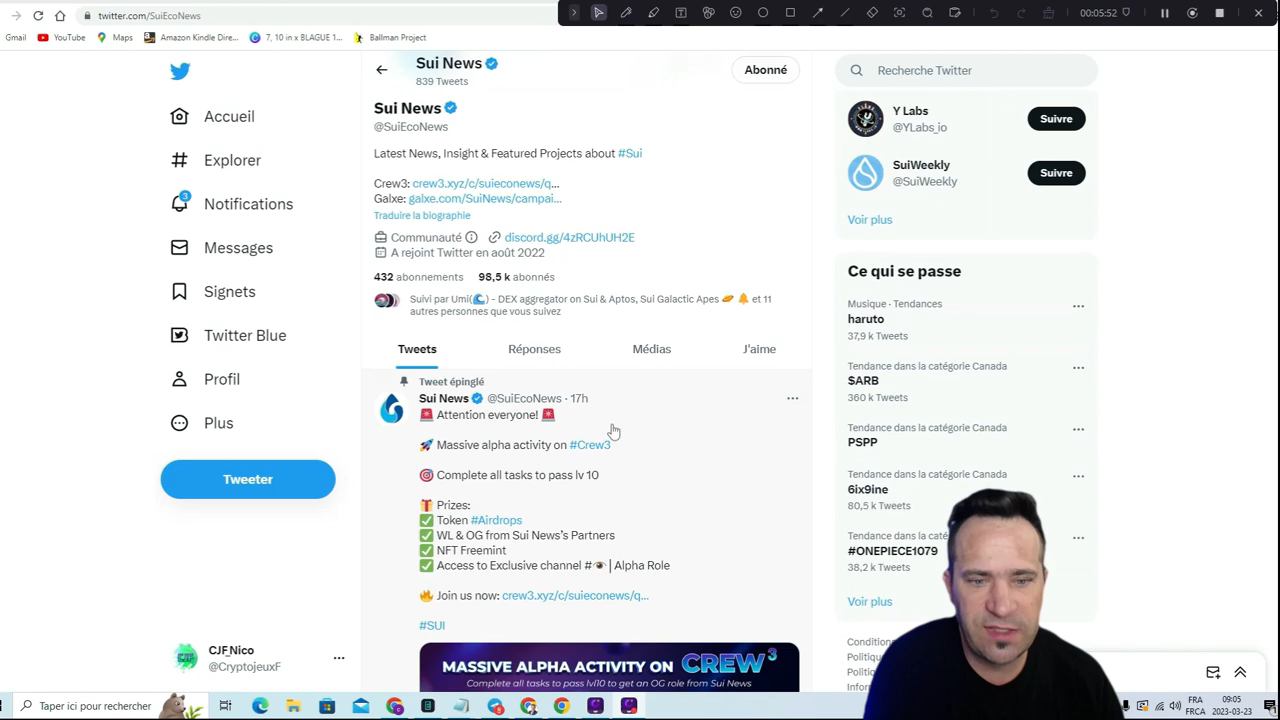 twitter.com/SuiEcoNews
00:05:52
Gmail
YouTube
Maps
Amazon Kindle Dire...
7, 10 in x BLAGUE 1...
Ballman Project
Sui News
839 Tweets
Abonné
Recherche Twitter
Accueil
Explorer
3
Notifications
Messages
Signets
Twitter Blue
Profil
Plus
Tweeter
CJF_Nico
@CryptojeuxF
Sui News
@SuiEcoNews
Latest News, Insight & Featured Projects about #Sui
Crew3: crew3.xyz/c/suieconews/q...
Galxe: galxe.com/SuiNews/campai...
Traduire la biographie
Communauté discord.gg/4zRCUhUH2E
A rejoint Twitter en août 2022
432 abonnements 98,5 k abonnés
Suivi par Umi(🌊) - DEX aggregator on Sui & Aptos, Sui Galactic Apes 🪐 🔔 et 11
autres personnes que vous suivez
Tweets
Réponses
Médias
J'aime
Tweet épinglé
Sui News @SuiEcoNews · 17h
🚨 Attention everyone! 🚨
🚀 Massive alpha activity on #Crew3
🎯 Complete all tasks to pass lv 10
🎁 Prizes:
✅ Token #Airdrops
✅ WL & OG from Sui News's Partners
✅ NFT Freemint
✅ Access to Exclusive channel #👁️ | Alpha Role
🔥 Join us now: crew3.xyz/c/suieconews/q...
#SUI
MASSIVE ALPHA ACTIVITY ON CREW3
Complete all tasks to pass lv10 to get an OG role from Sui News
Y Labs
@YLabs_io
Suivre
SuiWeekly
@SuiWeekly
Suivre
Voir plus
Ce qui se passe
Musique · Tendances
haruto
37,9 k Tweets
Tendance dans la catégorie Canada
$ARB
360 k Tweets
Tendance dans la catégorie Canada
PSPP
Tendance dans la catégorie Canada
6ix9ine
80,5 k Tweets
Tendance dans la caté
#ONEPIECE1079
38,2 k Tweets
Voir plus
Condition
Politiqu
Politiqu
Inform
Taper ici pour rechercher
FRA
FRCA
09:05
2023-03-23